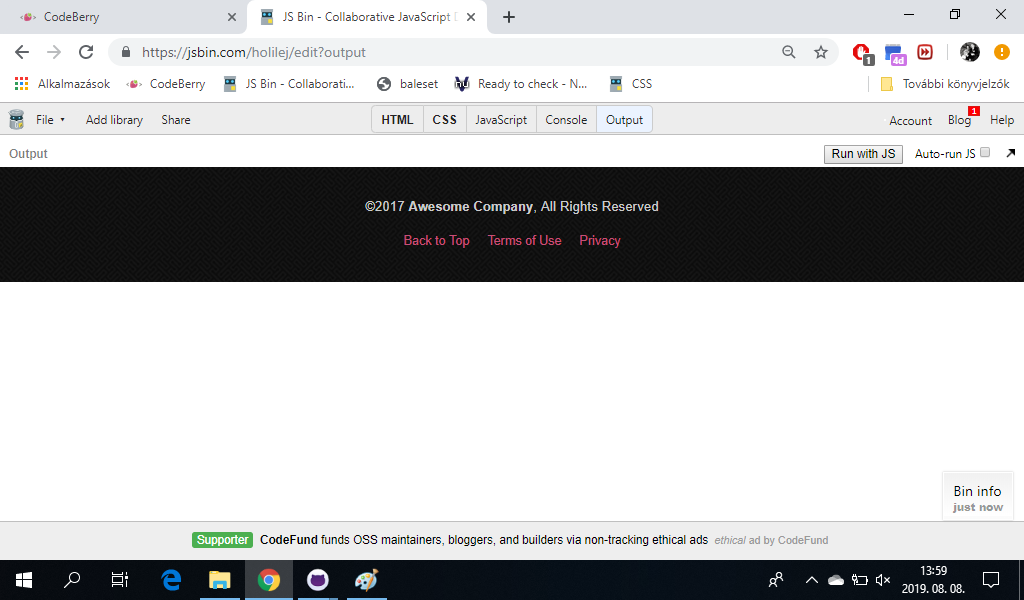 CodeBerry
JS Bin - Collaborative JavaScript
https://jsbin.com/holilej/edit?output
1
4d
Alkalmazások CodeBerry JS Bin - Collaborati... baleset Ready to check - N... CSS További könyvjelzők
File Add library Share HTML CSS JavaScript Console Output Account Blog 1 Help
Output Run with JS Auto-run JS
©2017 Awesome Company, All Rights Reserved
Back to Top Terms of Use Privacy
Bin info
just now
Supporter CodeFund funds OSS maintainers, bloggers, and builders via non-tracking ethical ads ethical ad by CodeFund
13:59
2019. 08. 08.